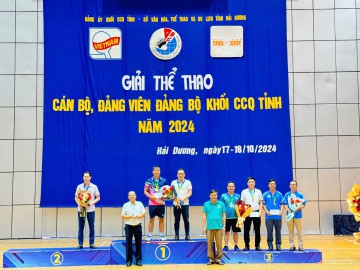 ĐẢNG ỦY KHỐI CCQ TỈNH - SỞ VĂN HÓA, THỂ THAO VÀ DU LỊCH TỈNH HẢI DƯƠNG
VIETNAM
GIẢI THỂ THAO
CÁN BỘ, ĐẢNG VIÊN ĐẢNG BỘ KHỐI CCQ TỈNH
NĂM 2024
Hải Dương, ngày 17-18/10/2024
2
1
3